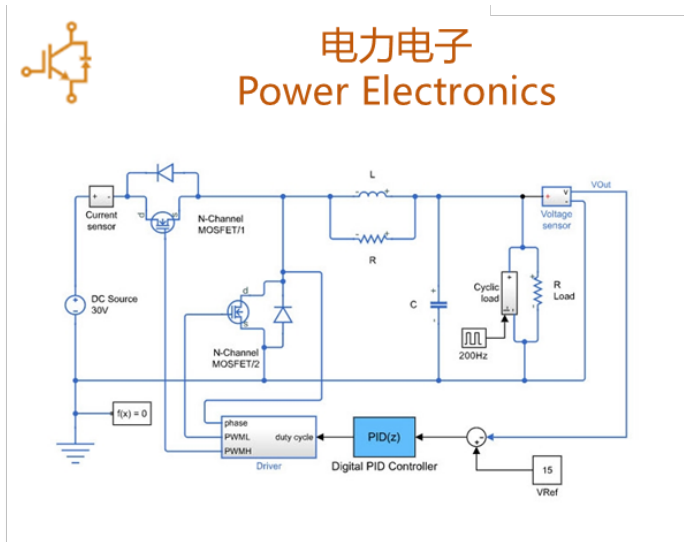 电力电子
Power Electronics
L
VOut
+ -
Current
sensor
d
s
N-Channel
MOSFET/1
- +
- +
R
+ v
-
Voltage
sensor
DC Source
30V
d
s
N-Channel
MOSFET/2
C
+
-
Cyclic
load
+
-
R
Load
200Hz
f(x) = 0
phase
PWML
PWMH
duty cycle
Driver
PID(z)
Digital PID Controller
15
VRef